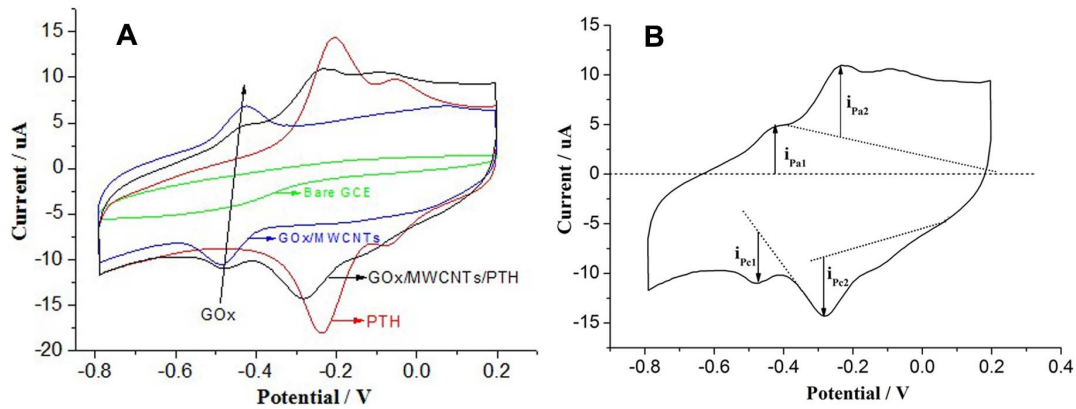 A
15
10
5
0
-5
-10
-15
-20
Current / uA
Bare GCE
GOx/MWCNTs
GOx/MWCNTs/PTH
GOx
PTH
-0.8
-0.6
-0.4
-0.2
0.0
0.2
Potential / V
B
15
10
5
0
-5
-10
-15
Current / uA
iPa2
iPa1
iPc1
iPc2
-0.8
-0.6
-0.4
-0.2
0.0
0.2
0.4
Potential / V